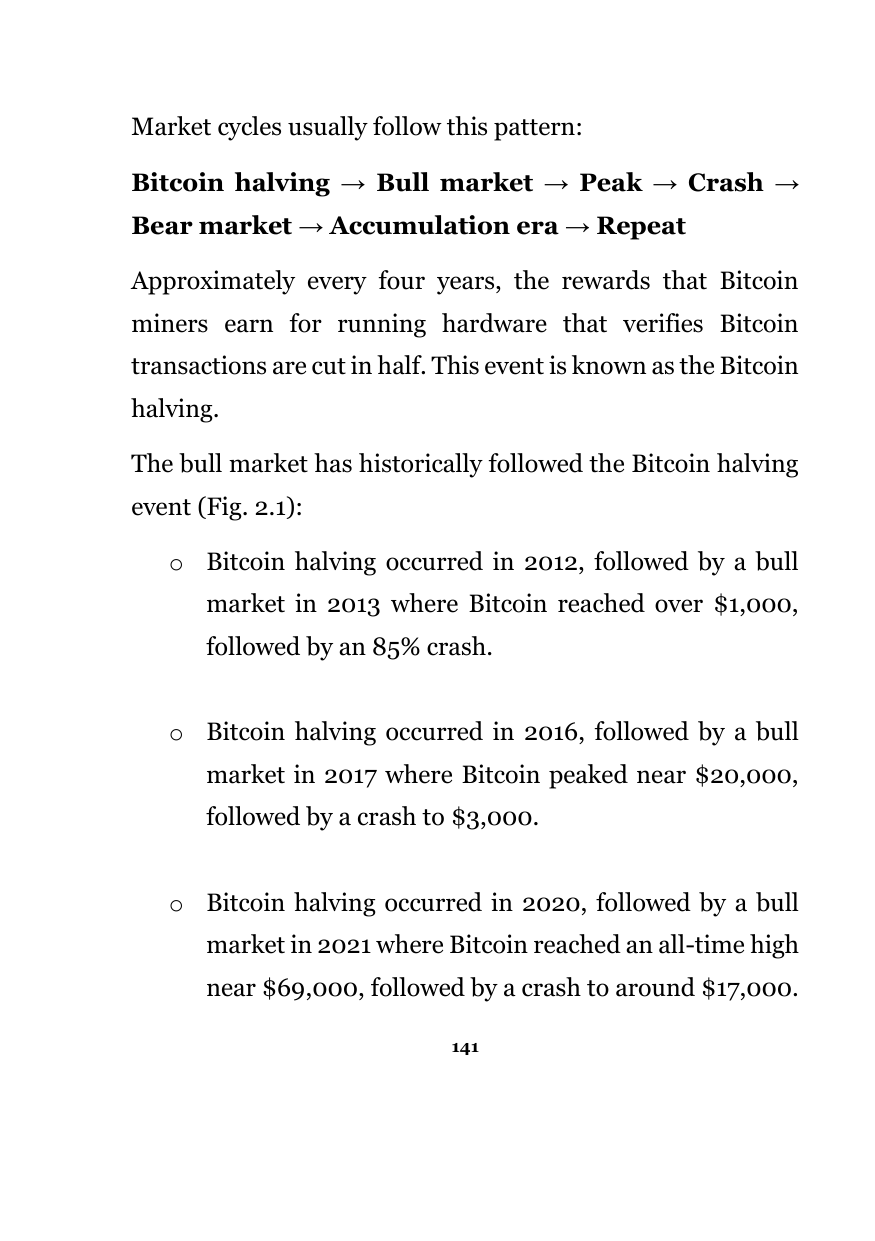 Market cycles usually follow this pattern:
Bitcoin halving → Bull market → Peak → Crash →
Bear market → Accumulation era → Repeat
Approximately every four years, the rewards that Bitcoin
miners earn for running hardware that verifies Bitcoin
transactions are cut in half. This event is known as the Bitcoin
halving.
The bull market has historically followed the Bitcoin halving
event (Fig. 2.1):
o Bitcoin halving occurred in 2012, followed by a bull
market in 2013 where Bitcoin reached over $1,000,
followed by an 85% crash.
o Bitcoin halving occurred in 2016, followed by a bull
market in 2017 where Bitcoin peaked near $20,000,
followed by a crash to $3,000.
o Bitcoin halving occurred in 2020, followed by a bull
market in 2021 where Bitcoin reached an all-time high
near $69,000, followed by a crash to around $17,000.
141